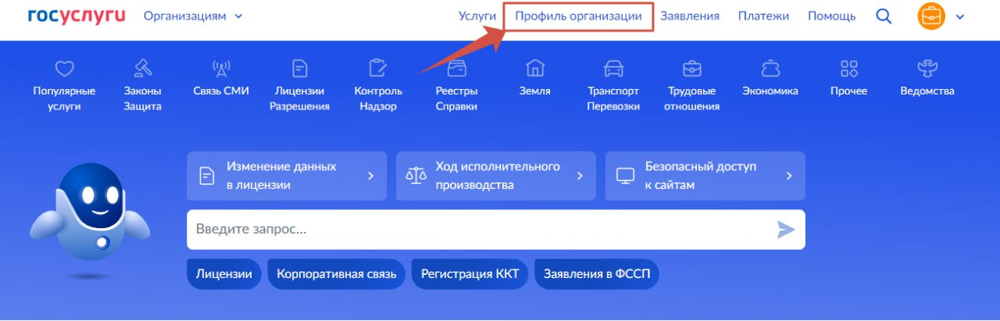 госуслуги Организациям Услуги Профиль организации Заявления Платежи Помощь
Популярные услуги
Законы Защита
Связь СМИ
Лицензии Разрешения
Контроль Надзор
Реестры Справки
Земля
Транспорт Перевозки
Трудовые отношения
Экономика
Прочее
Ведомства
Изменение данных
в лицензии
Ход исполнительного
производства
Безопасный доступ
к сайтам
Введите запрос...
Лицензии Корпоративная связь Регистрация ККТ Заявления в ФССП